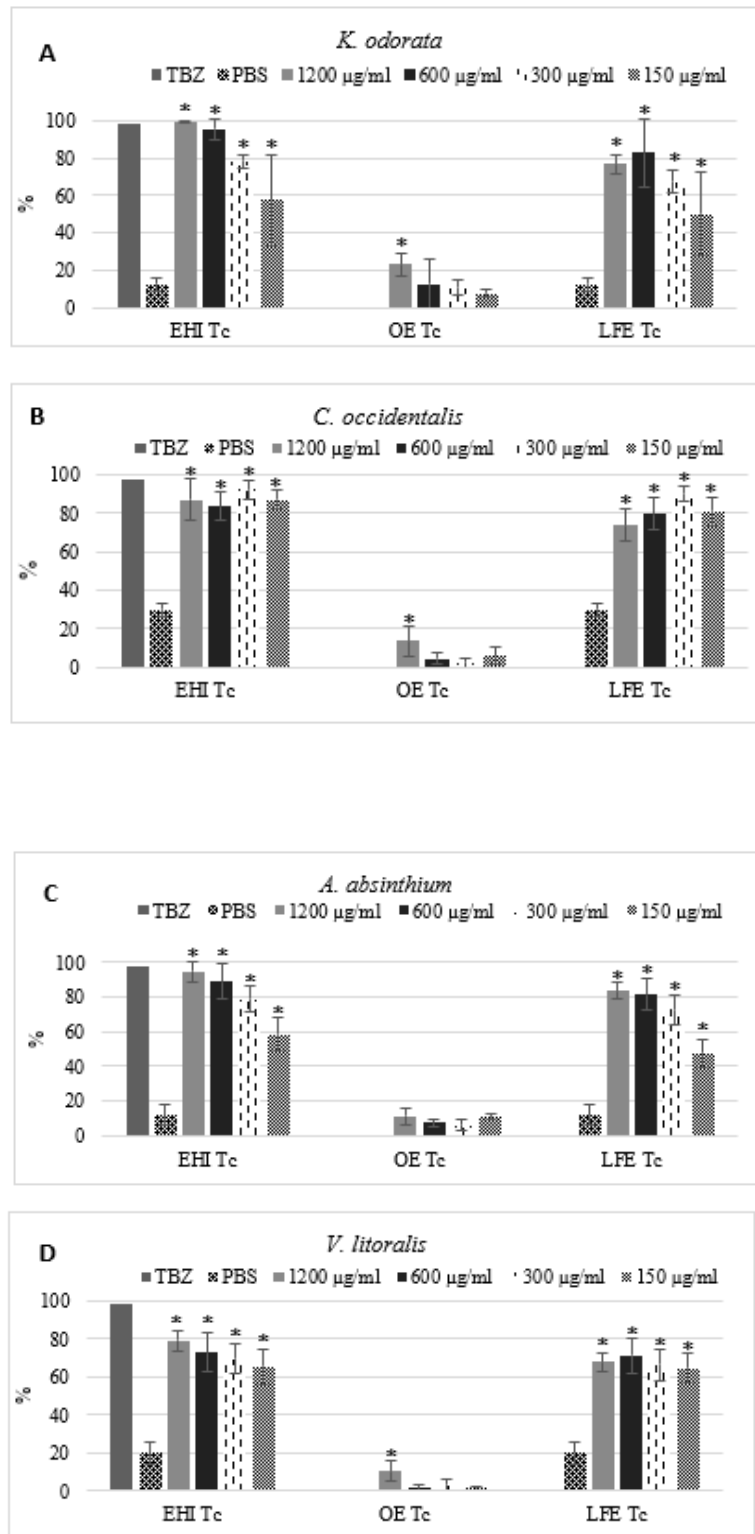 A
K. odorata
TBZ PBS 1200 µg/ml 600 µg/ml 300 µg/ml 150 µg/ml
100
80
60
40
20
0
%
* * * * * * * * *
EHI Tc OE Tc LFE Tc
B
C. occidentalis
TBZ PBS 1200 µg/ml 600 µg/ml 300 µg/ml 150 µg/ml
100
80
60
40
20
0
%
* * * * * * * * *
EHI Tc OE Tc LFE Tc
C
A. absinthium
TBZ PBS 1200 µg/ml 600 µg/ml 300 µg/ml 150 µg/ml
100
80
60
40
20
0
%
* * * * * * * *
EHI Tc OE Tc LFE Tc
D
V. litoralis
TBZ PBS 1200 µg/ml 600 µg/ml 300 µg/ml 150 µg/ml
100
80
60
40
20
0
%
* * * * * * * * *
EHI Tc OE Tc LFE Tc